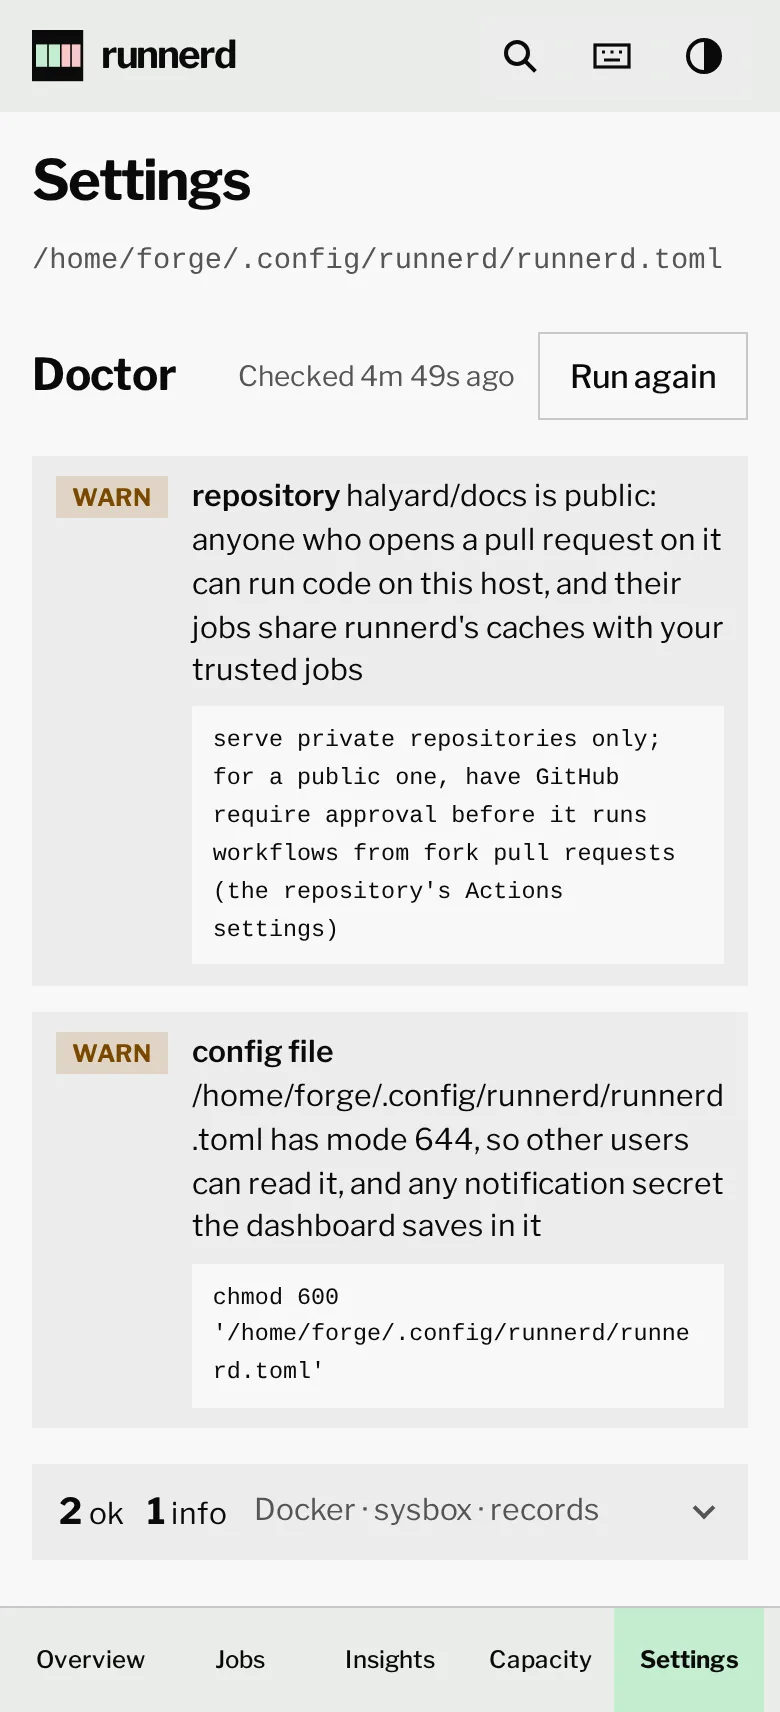 runnerd
Settings
/home/forge/.config/runnerd/runnerd.toml
Doctor Checked 4m 49s ago Run again
WARN repository halyard/docs is public:
anyone who opens a pull request on it
can run code on this host, and their
jobs share runnerd's caches with your
trusted jobs
serve private repositories only;
for a public one, have GitHub
require approval before it runs
workflows from fork pull requests
(the repository's Actions
settings)
WARN config file
/home/forge/.config/runnerd/runnerd
.toml has mode 644, so other users
can read it, and any notification secret
the dashboard saves in it
chmod 600
'/home/forge/.config/runnerd/runne
rd.toml'
2 ok 1 info Docker · sysbox · records
Overview Jobs Insights Capacity Settings